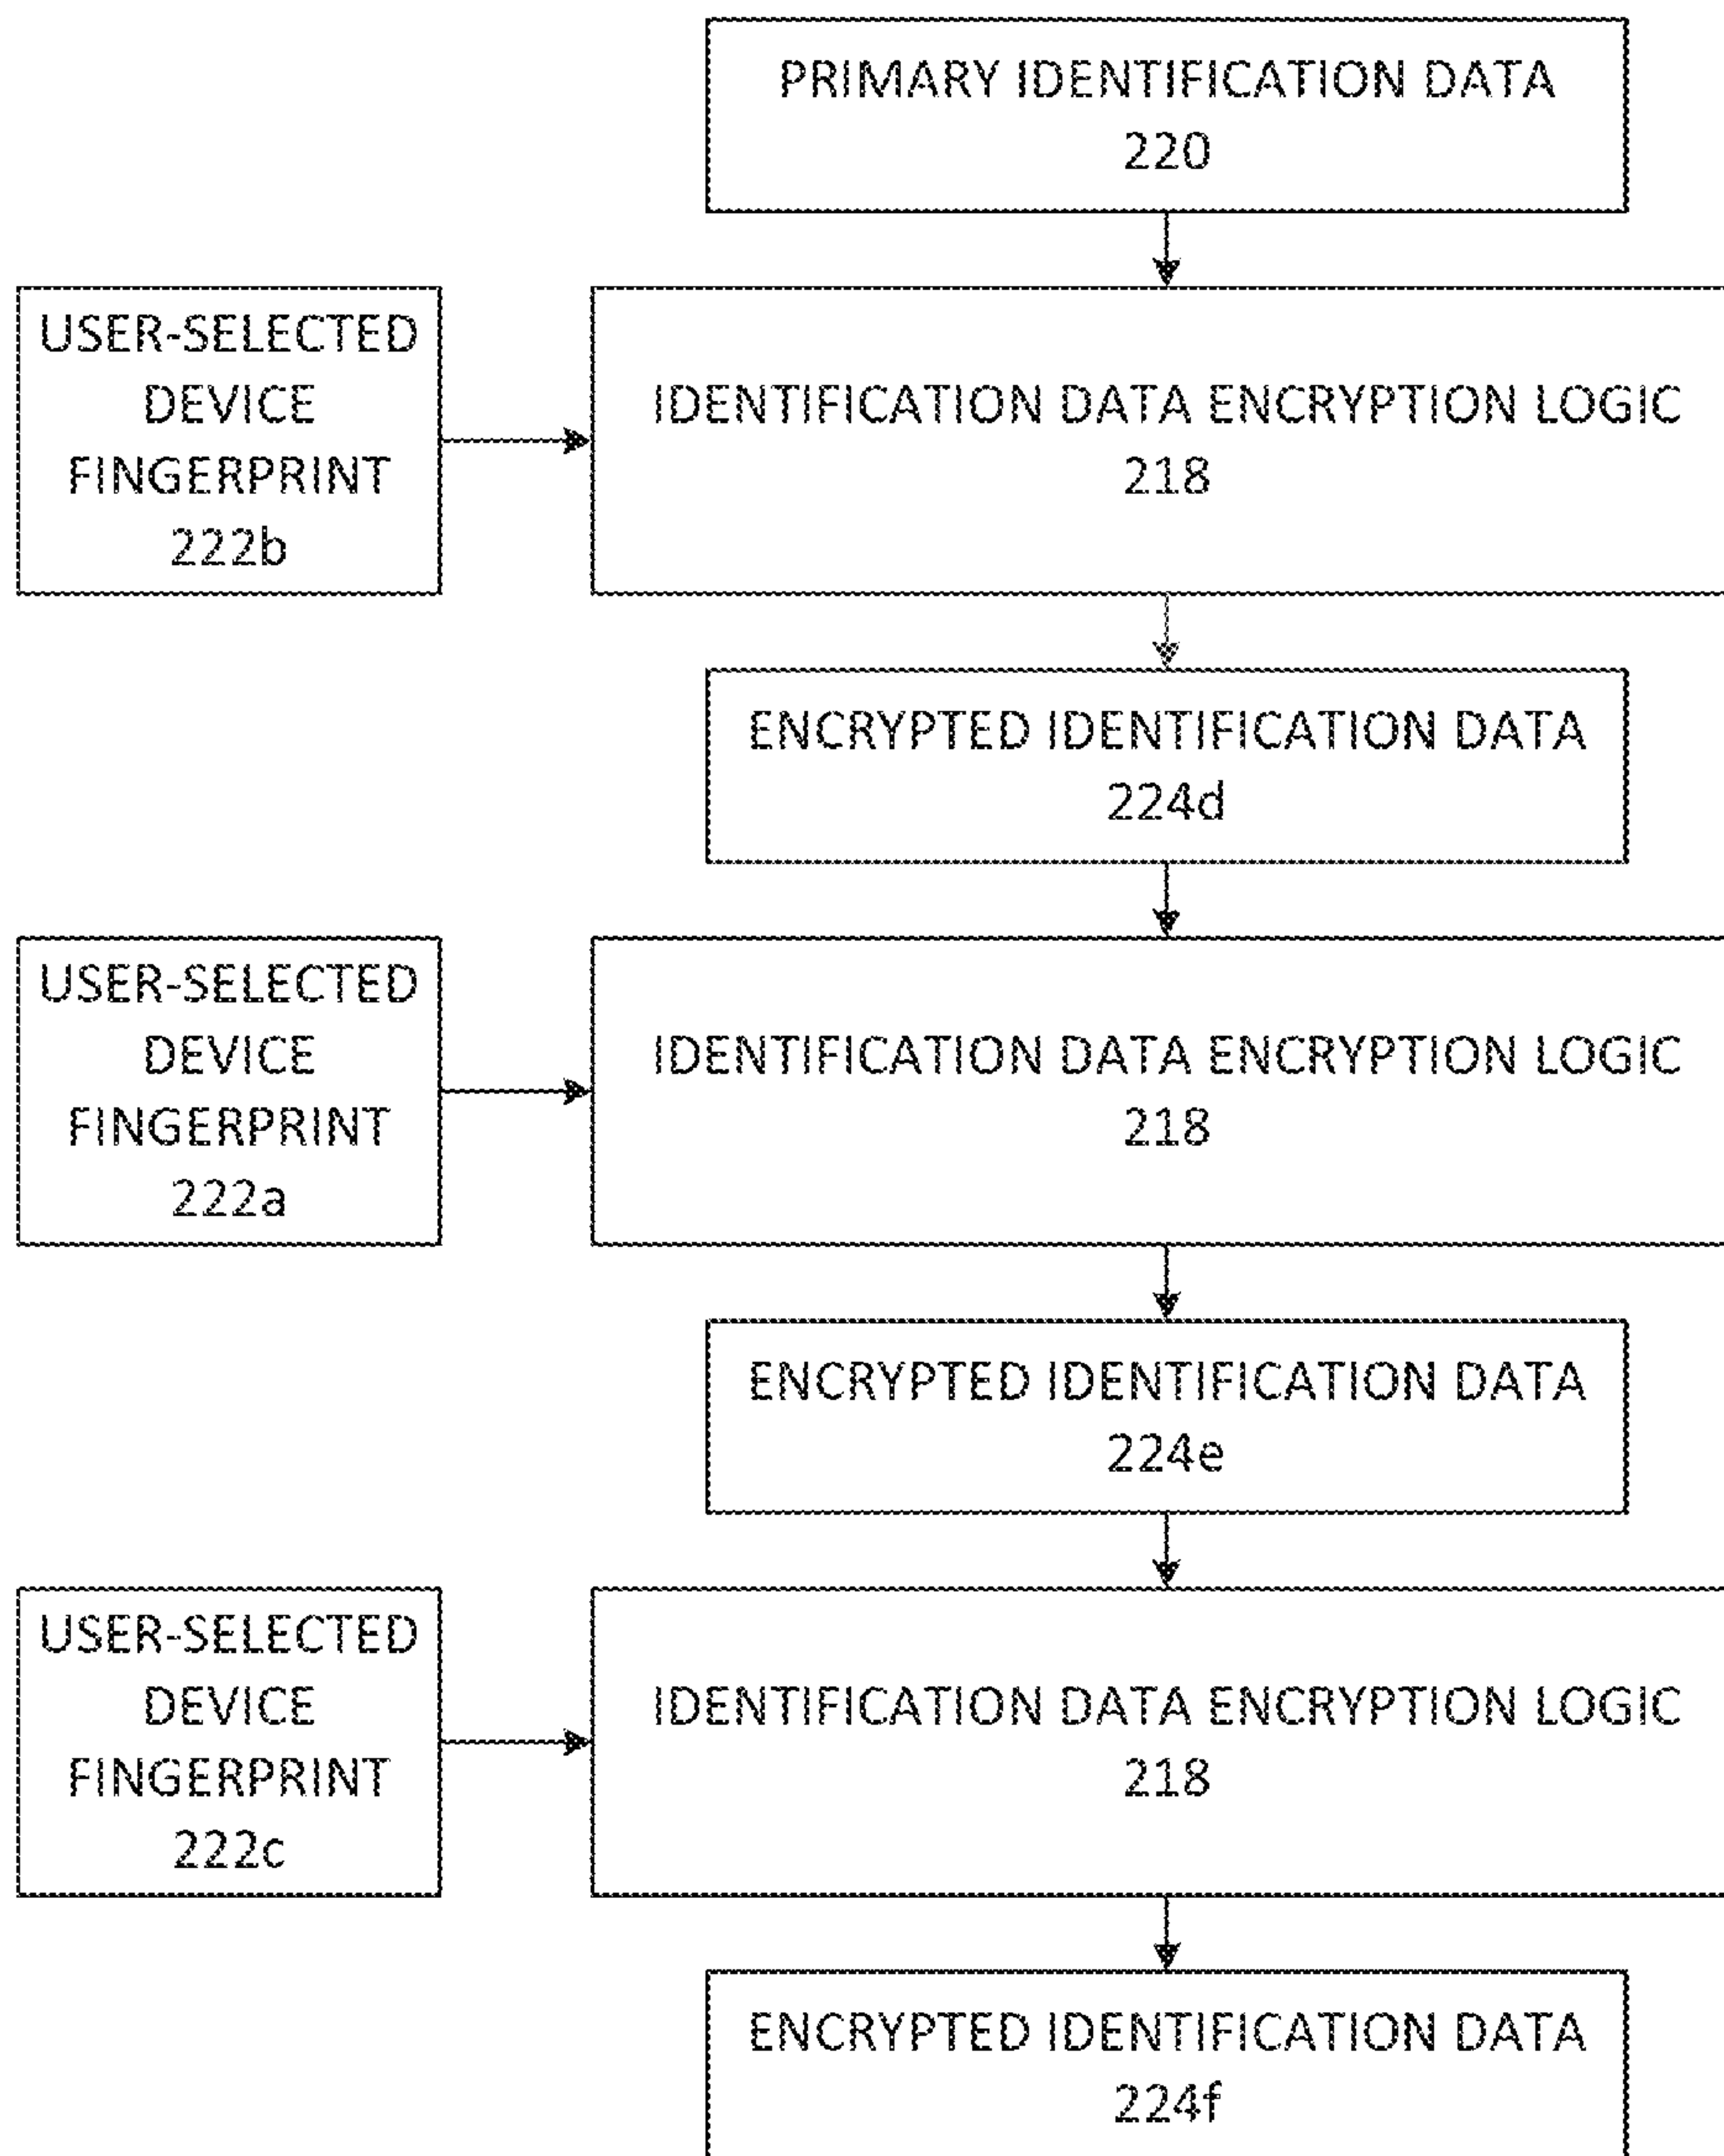 PRIMARY IDENTIFICATION DATA
220
USER-SELECTED
DEVICE
FINGERPRINT
222b
IDENTIFICATION DATA ENCRYPTION LOGIC
218
ENCRYPTED IDENTIFICATION DATA
224d
USER-SELECTED
DEVICE
FINGERPRINT
222a
IDENTIFICATION DATA ENCRYPTION LOGIC
218
ENCRYPTED IDENTIFICATION DATA
224e
USER-SELECTED
DEVICE
FINGERPRINT
222c
IDENTIFICATION DATA ENCRYPTION LOGIC
218
ENCRYPTED IDENTIFICATION DATA
224f